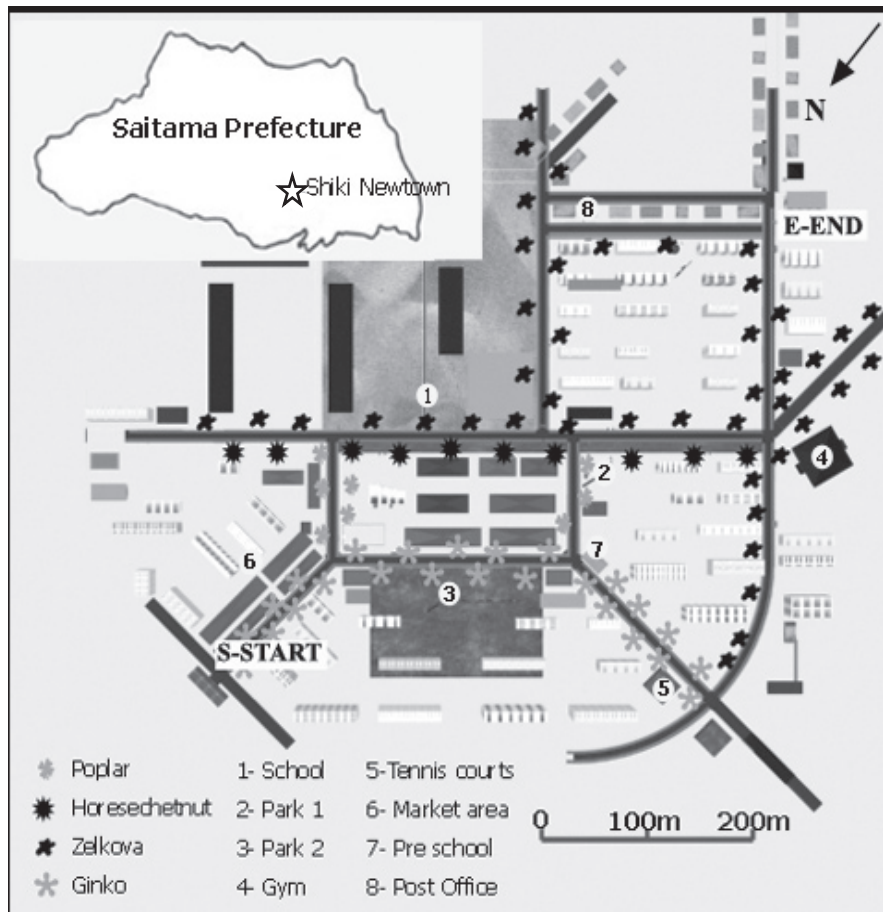 Saitama Prefecture
Shiki Newtown
N
8
E-END
1
4
2
6
7
3
S-START
5
Poplar 1- School 5-Tennis courts
Horesechetnut 2- Park 1 6- Market area
Zelkova 3- Park 2 7- Pre school
Ginko 4- Gym 8- Post Office
0 100m 200m